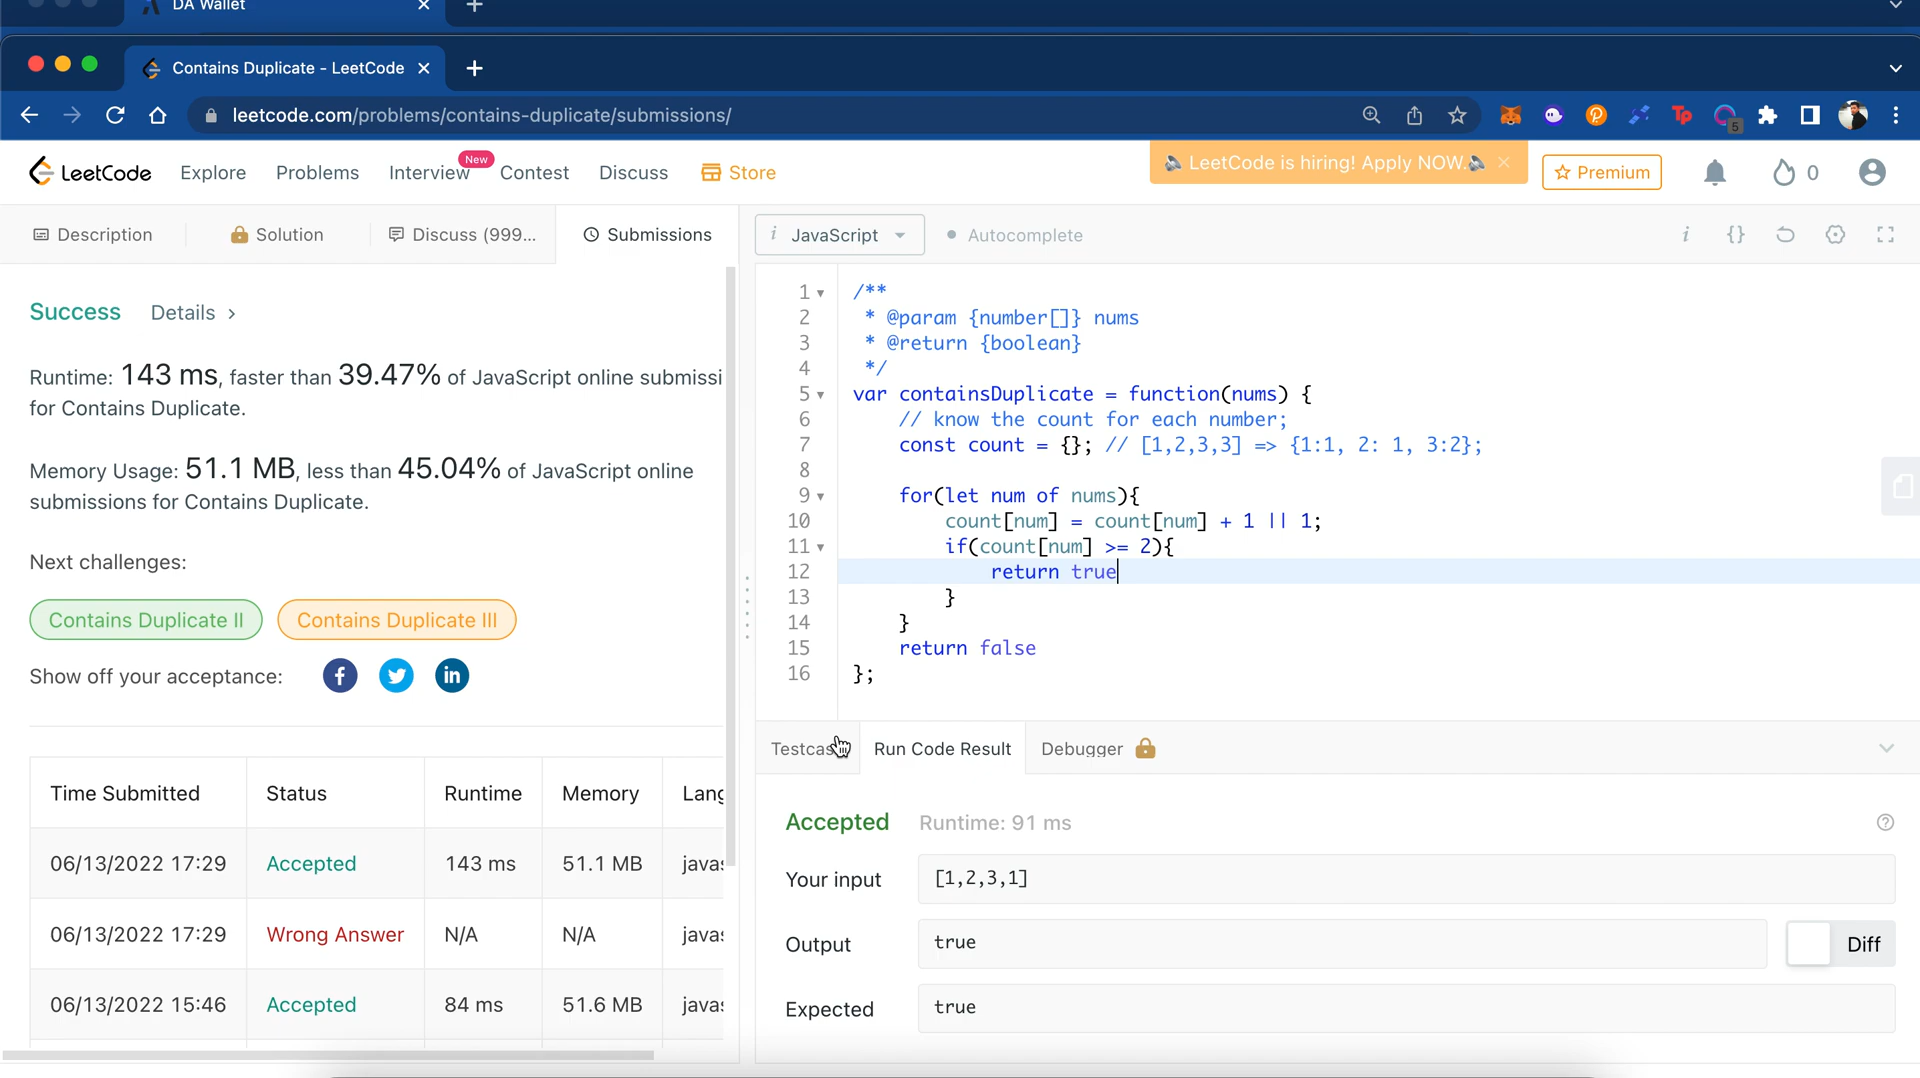 DA Wallet
Contains Duplicate - LeetCode
leetcode.com/problems/contains-duplicate/submissions/
5
LeetCode
Explore
Problems
Interview
New
Contest
Discuss
Store
LeetCode is hiring! Apply NOW.
Premium
0
Description
Solution
Discuss (999...
Submissions
i JavaScript
Autocomplete
i {}
Success
Details
Runtime: 143 ms, faster than 39.47% of JavaScript online submissi
for Contains Duplicate.
Memory Usage: 51.1 MB, less than 45.04% of JavaScript online
submissions for Contains Duplicate.
Next challenges:
Contains Duplicate II
Contains Duplicate III
Show off your acceptance:
Time Submitted Status Runtime Memory Lang
06/13/2022 17:29 Accepted 143 ms 51.1 MB javas
06/13/2022 17:29 Wrong Answer N/A N/A javas
06/13/2022 15:46 Accepted 84 ms 51.6 MB javas
1 /**
2  * @param {number[]} nums
3  * @return {boolean}
4  */
5 var containsDuplicate = function(nums) {
6     // know the count for each number;
7     const count = {}; // [1,2,3,3] => {1:1, 2: 1, 3:2};
8
9     for(let num of nums){
10         count[num] = count[num] + 1 || 1;
11         if(count[num] >= 2){
12             return true
13         }
14     }
15     return false
16 };
Testcas
Run Code Result
Debugger
Accepted Runtime: 91 ms
Your input [1,2,3,1]
Output true
Diff
Expected true